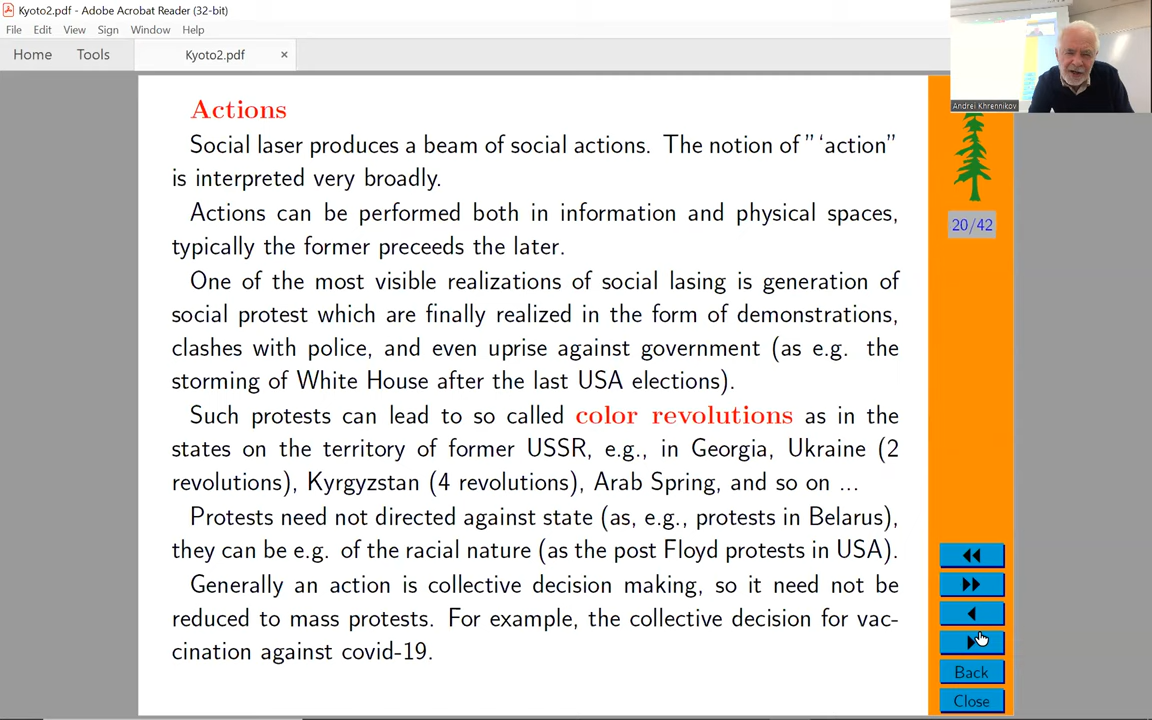 Kyoto2.pdf - Adobe Acrobat Reader (32-bit)
File Edit View Sign Window Help
Home Tools Kyoto2.pdf ×
Andrei Khrennikov
Actions
Social laser produces a beam of social actions. The notion of ”‘action”
is interpreted very broadly.
Actions can be performed both in information and physical spaces,
typically the former preceeds the later.
One of the most visible realizations of social lasing is generation of
social protest which are finally realized in the form of demonstrations,
clashes with police, and even uprise against government (as e.g. the
storming of White House after the last USA elections).
Such protests can lead to so called color revolutions as in the
states on the territory of former USSR, e.g., in Georgia, Ukraine (2
revolutions), Kyrgyzstan (4 revolutions), Arab Spring, and so on ...
Protests need not directed against state (as, e.g., protests in Belarus),
they can be e.g. of the racial nature (as the post Floyd protests in USA).
Generally an action is collective decision making, so it need not be
reduced to mass protests. For example, the collective decision for vac-
cination against covid-19.
20/42
Back
Close